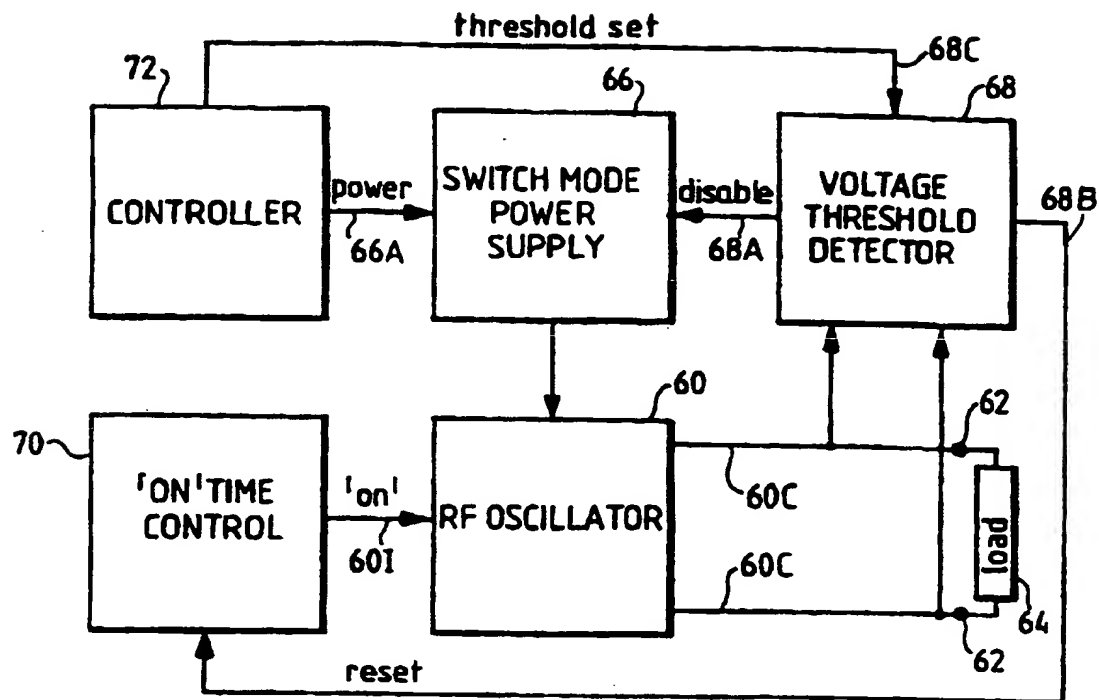 threshold set
72
66
68C
68
CONTROLLER
power
66A
SWITCH MODE
POWER
SUPPLY
disable
68A
VOLTAGE
THRESHOLD
DETECTOR
68B
70
'ON' TIME
CONTROL
'on'
60I
60
RF OSCILLATOR
60C
60C
62
load
64
62
reset